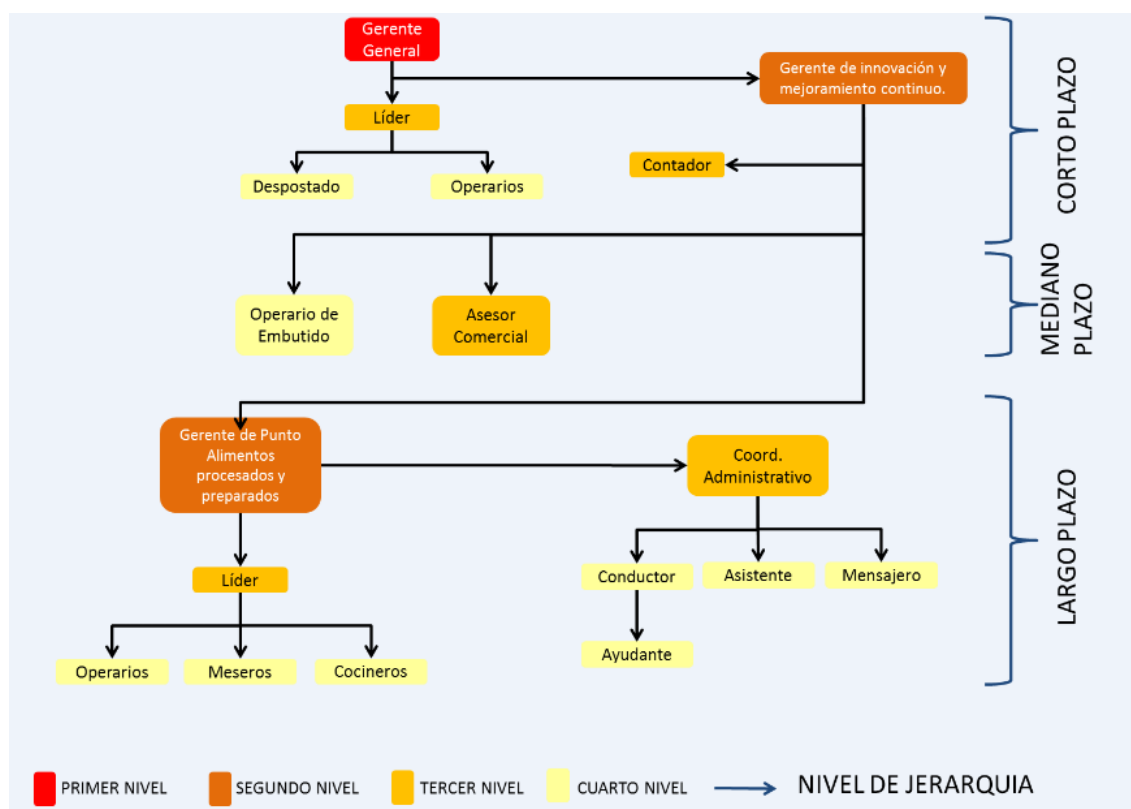 Gerente
General
Gerente de innovación y
mejoramiento continuo.
Líder
Contador
Despostado
Operarios
CORTO PLAZO
Operario de
Embutido
Asesor
Comercial
MEDIANO
PLAZO
Gerente de Punto
Alimentos
procesados y
preparados
Coord.
Administrativo
Líder
Conductor
Asistente
Mensajero
Ayudante
Operarios
Meseros
Cocineros
LARGO PLAZO
PRIMER NIVEL
SEGUNDO NIVEL
TERCER NIVEL
CUARTO NIVEL
NIVEL DE JERARQUIA